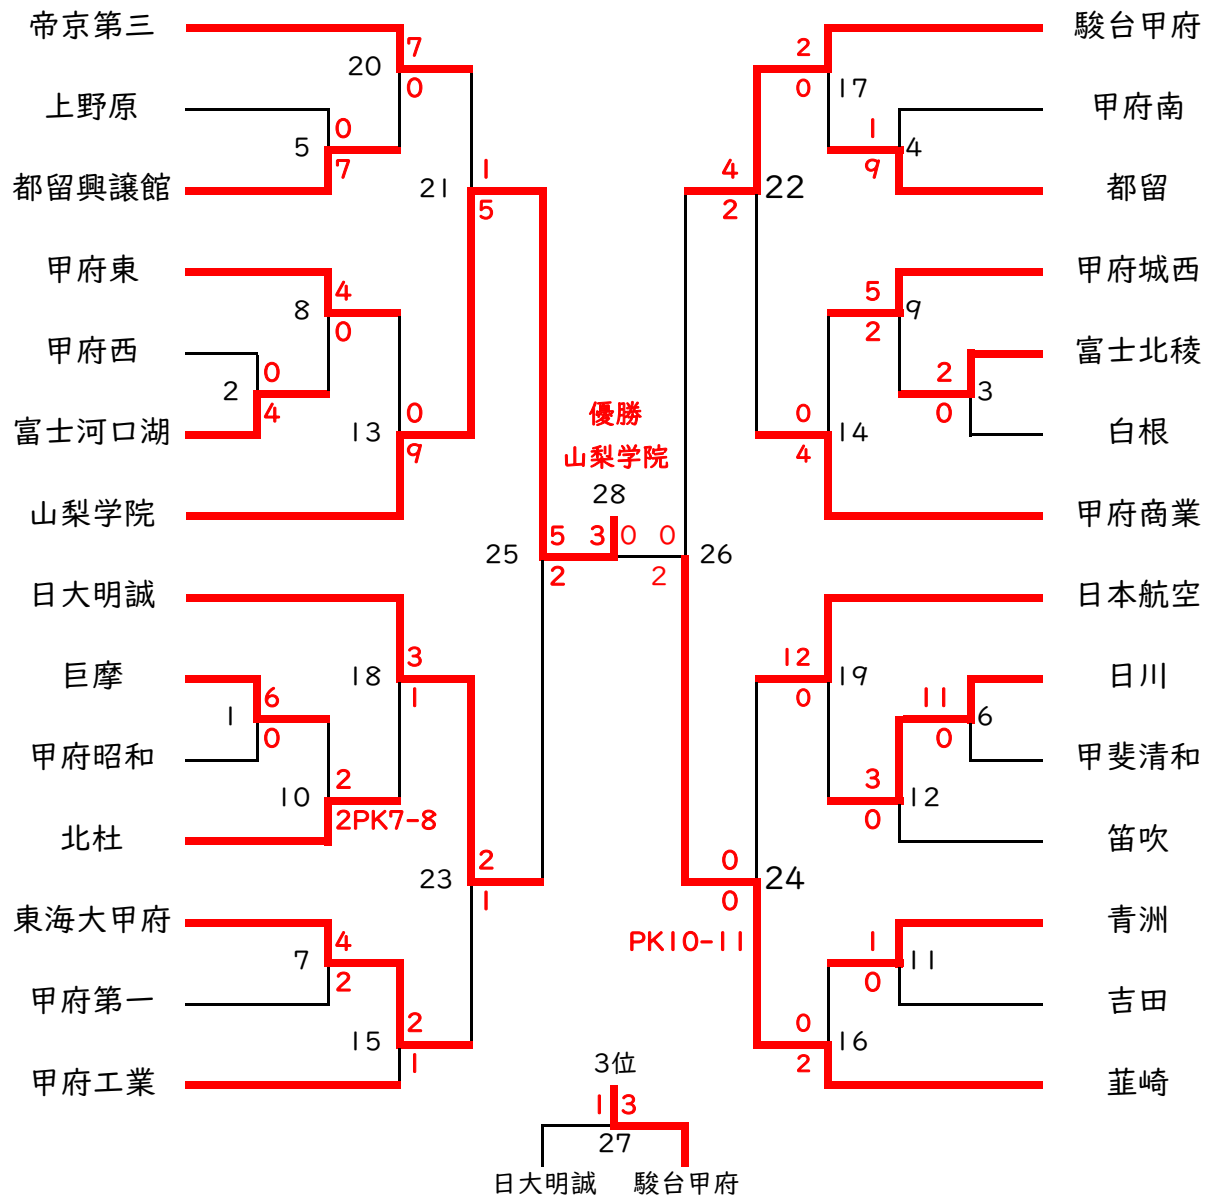 帝京第三
上野原
都留興譲館
甲府東
甲府西
富士河口湖
山梨学院
日大明誠
巨摩
甲府昭和
北杜
東海大甲府
甲府第一
甲府工業
20
7
0
5
0
7
21
1
5
8
4
0
2
0
4
13
0
9
25
5
2
18
3
1
1
6
0
10
2
2PK7-8
23
2
1
7
4
2
15
2
1
優勝
山梨学院
28
3
0
0
2
26
2
0
17
1
9
4
4
2
22
5
2
9
2
0
3
0
4
14
12
0
19
11
0
6
3
0
12
0
0
24
PK10-11
1
0
11
0
2
16
駿台甲府
甲府南
都留
甲府城西
富士北稜
白根
甲府商業
日本航空
日川
甲斐清和
笛吹
青洲
吉田
韮崎
3位
1
3
27
日大明誠
駿台甲府